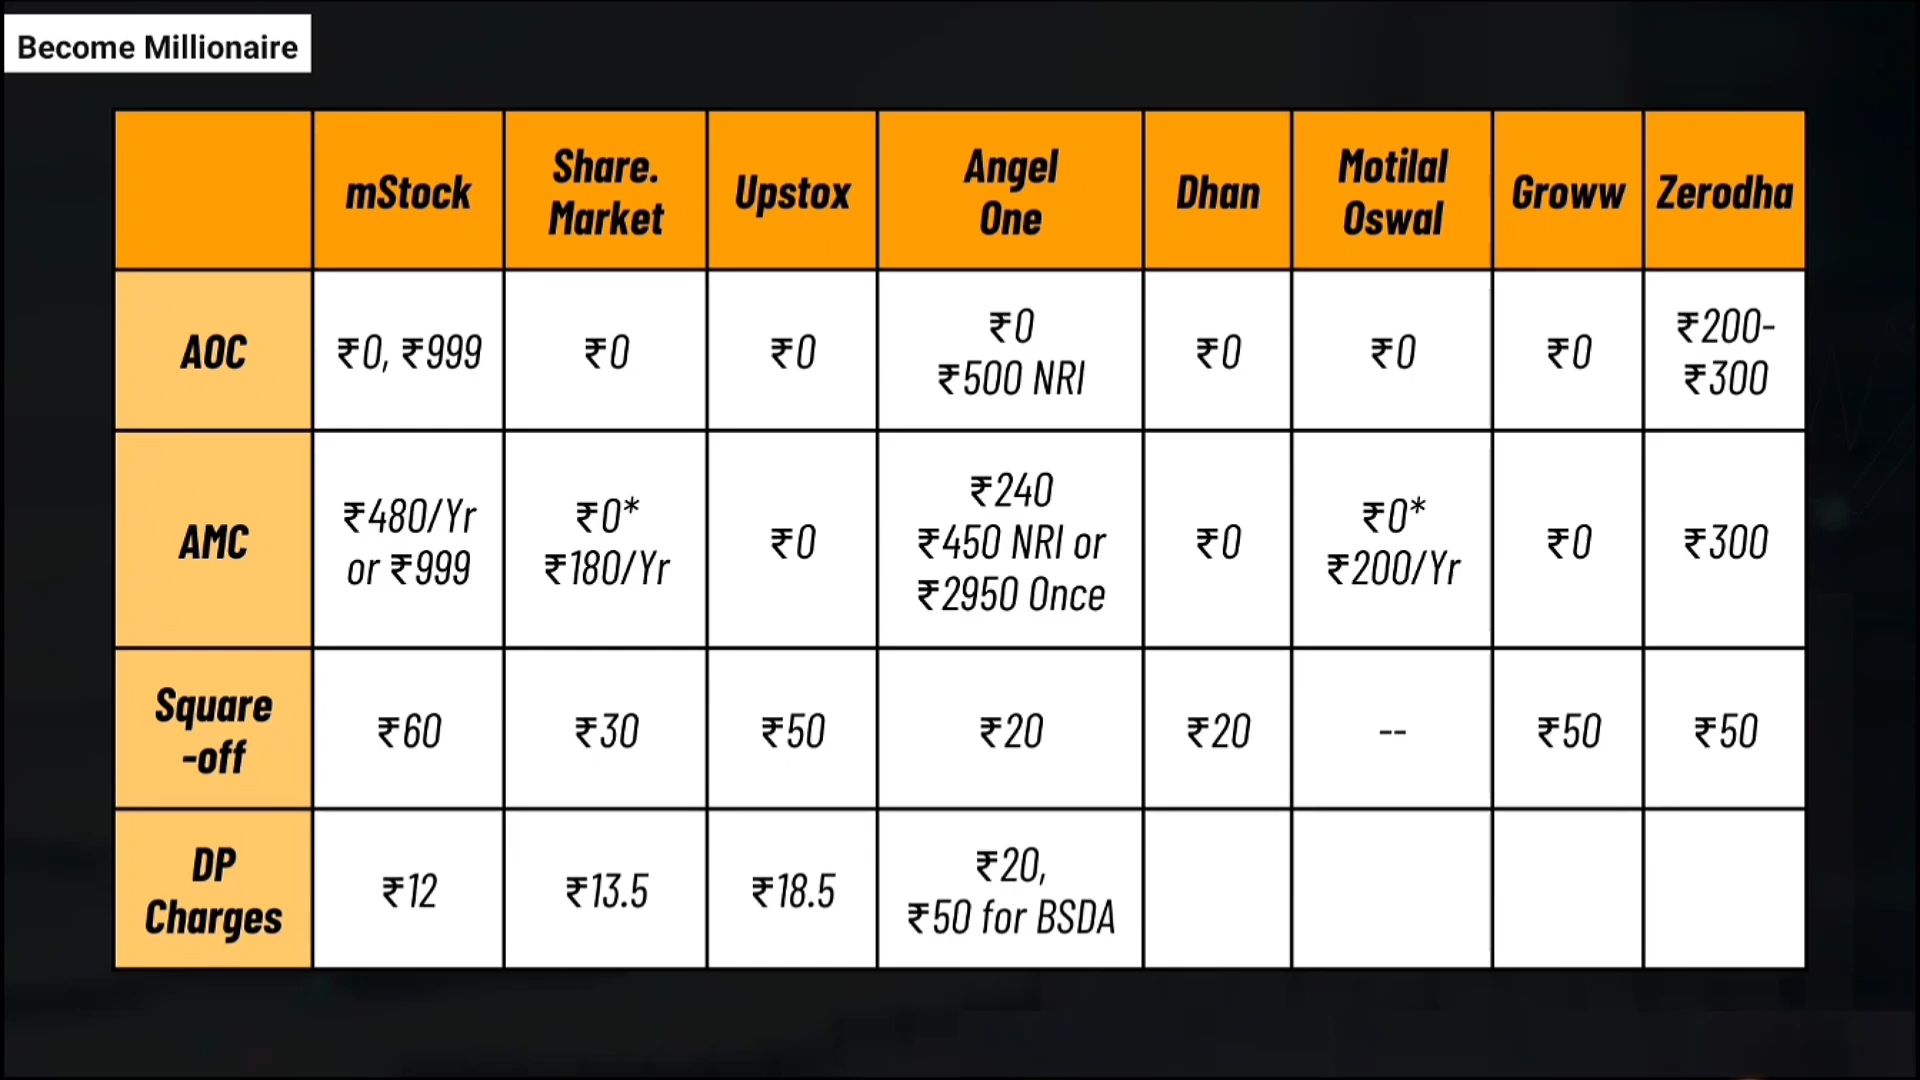 Become Millionaire
mStock
Share.
Market
Upstox
Angel
One
Dhan
Motilal
Oswal
Groww
Zerodha
AOC
₹0, ₹999
₹0
₹0
₹0
₹500 NRI
₹0
₹0
₹0
₹200-
₹300
AMC
₹480/Yr
or ₹999
₹0*
₹180/Yr
₹0
₹240
₹450 NRI or
₹2950 Once
₹0
₹0*
₹200/Yr
₹0
₹300
Square
-off
₹60
₹30
₹50
₹20
₹20
--
₹50
₹50
DP
Charges
₹12
₹13.5
₹18.5
₹20,
₹50 for BSDA